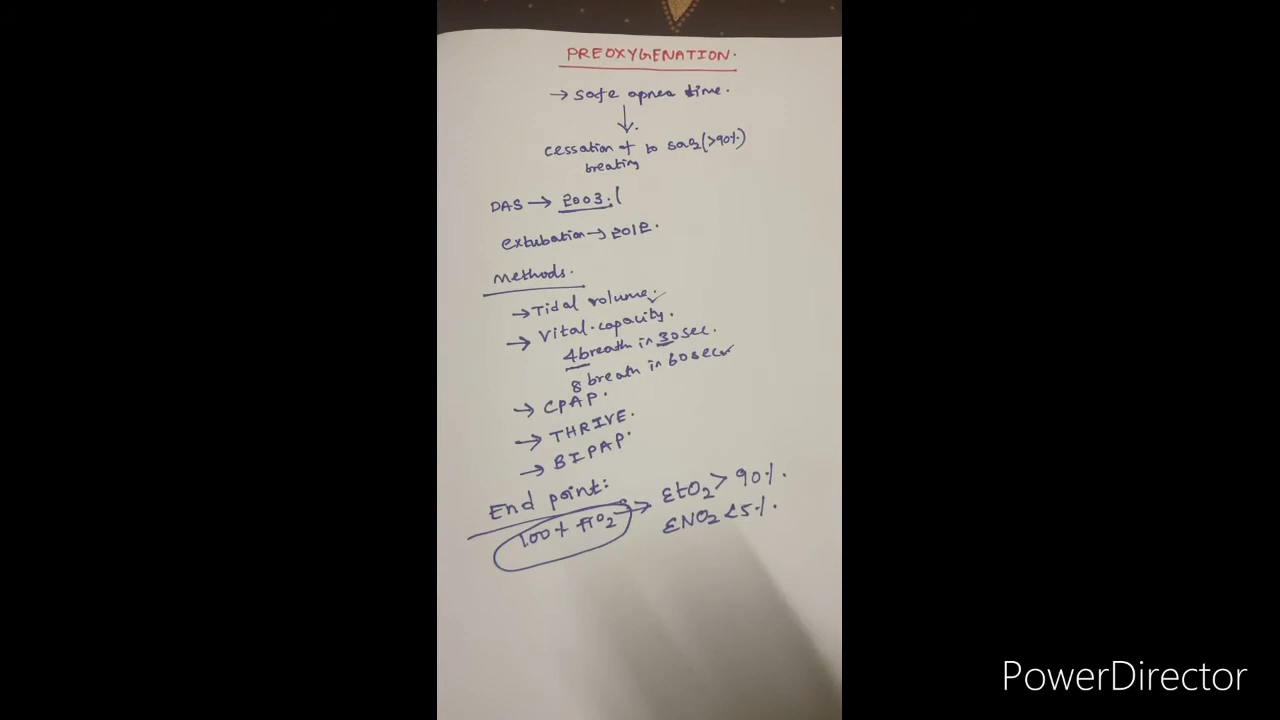 PREOXYGENATION.
→ safe apnea time.
↓
cessation of to sao2 (>90%)
breating
DAS → 2003. (
extubation → 2012.
Methods.
→ Tidal volume.
→ Vital capacity.
4 breath in 30 sec.
8 breath in 60 sec
→ CPAP.
→ THRIVE.
→ BIPAP.
End point:
100% FIO2 → EtO2 > 90%.
ENO2 < 5%.
PowerDirector